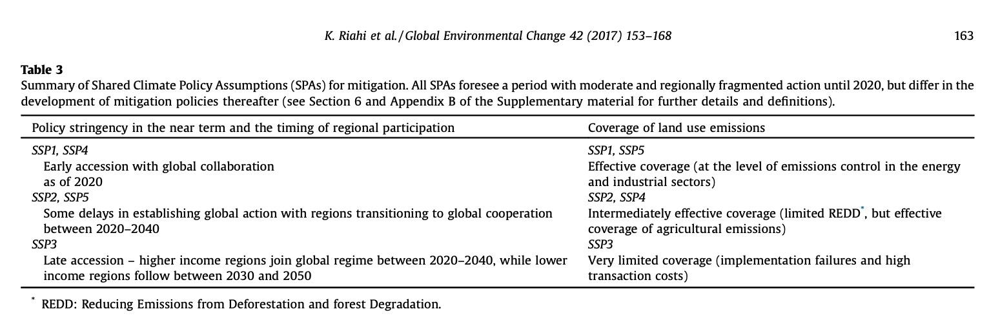 K. Riahi et al. / Global Environmental Change 42 (2017) 153–168
163
Table 3
Summary of Shared Climate Policy Assumptions (SPAs) for mitigation. All SPAs foresee a period with moderate and regionally fragmented action until 2020, but differ in the
development of mitigation policies thereafter (see Section 6 and Appendix B of the Supplementary material for further details and definitions).
Policy stringency in the near term and the timing of regional participation
Coverage of land use emissions
SSP1, SSP4
SSP1, SSP5
Early accession with global collaboration
Effective coverage (at the level of emissions control in the energy
as of 2020
and industrial sectors)
SSP2, SSP5
SSP2, SSP4
Some delays in establishing global action with regions transitioning to global cooperation
Intermediately effective coverage (limited REDD*, but effective
between 2020–2040
coverage of agricultural emissions)
SSP3
SSP3
Late accession – higher income regions join global regime between 2020–2040, while lower
Very limited coverage (implementation failures and high
income regions follow between 2030 and 2050
transaction costs)
* REDD: Reducing Emissions from Deforestation and forest Degradation.